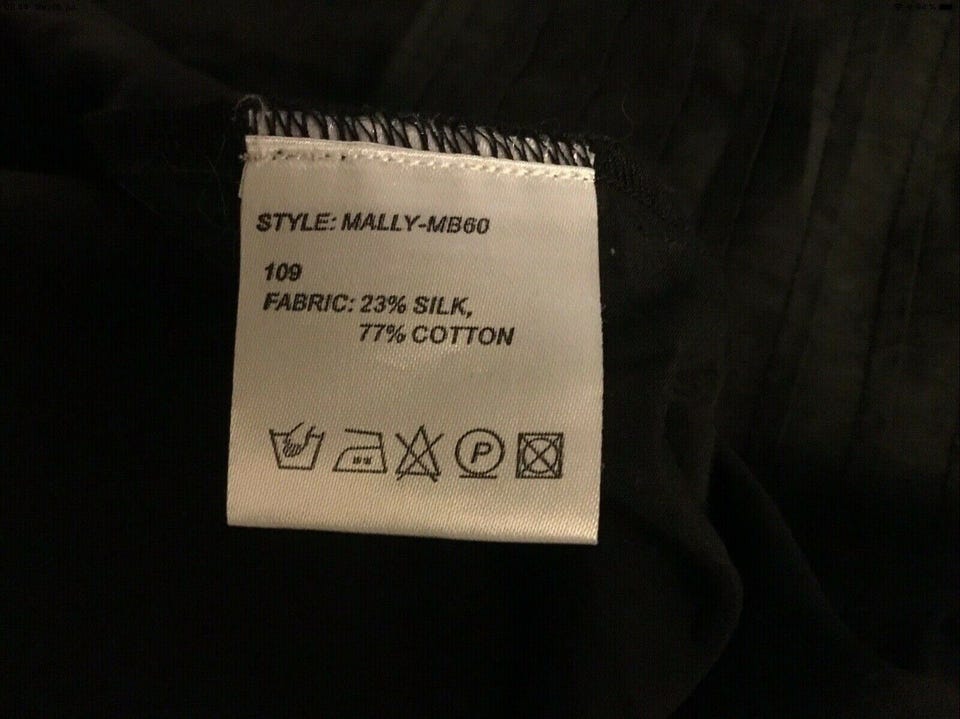 STYLE: MALLY-MB60
109
FABRIC: 23% SILK,
77% COTTON
P